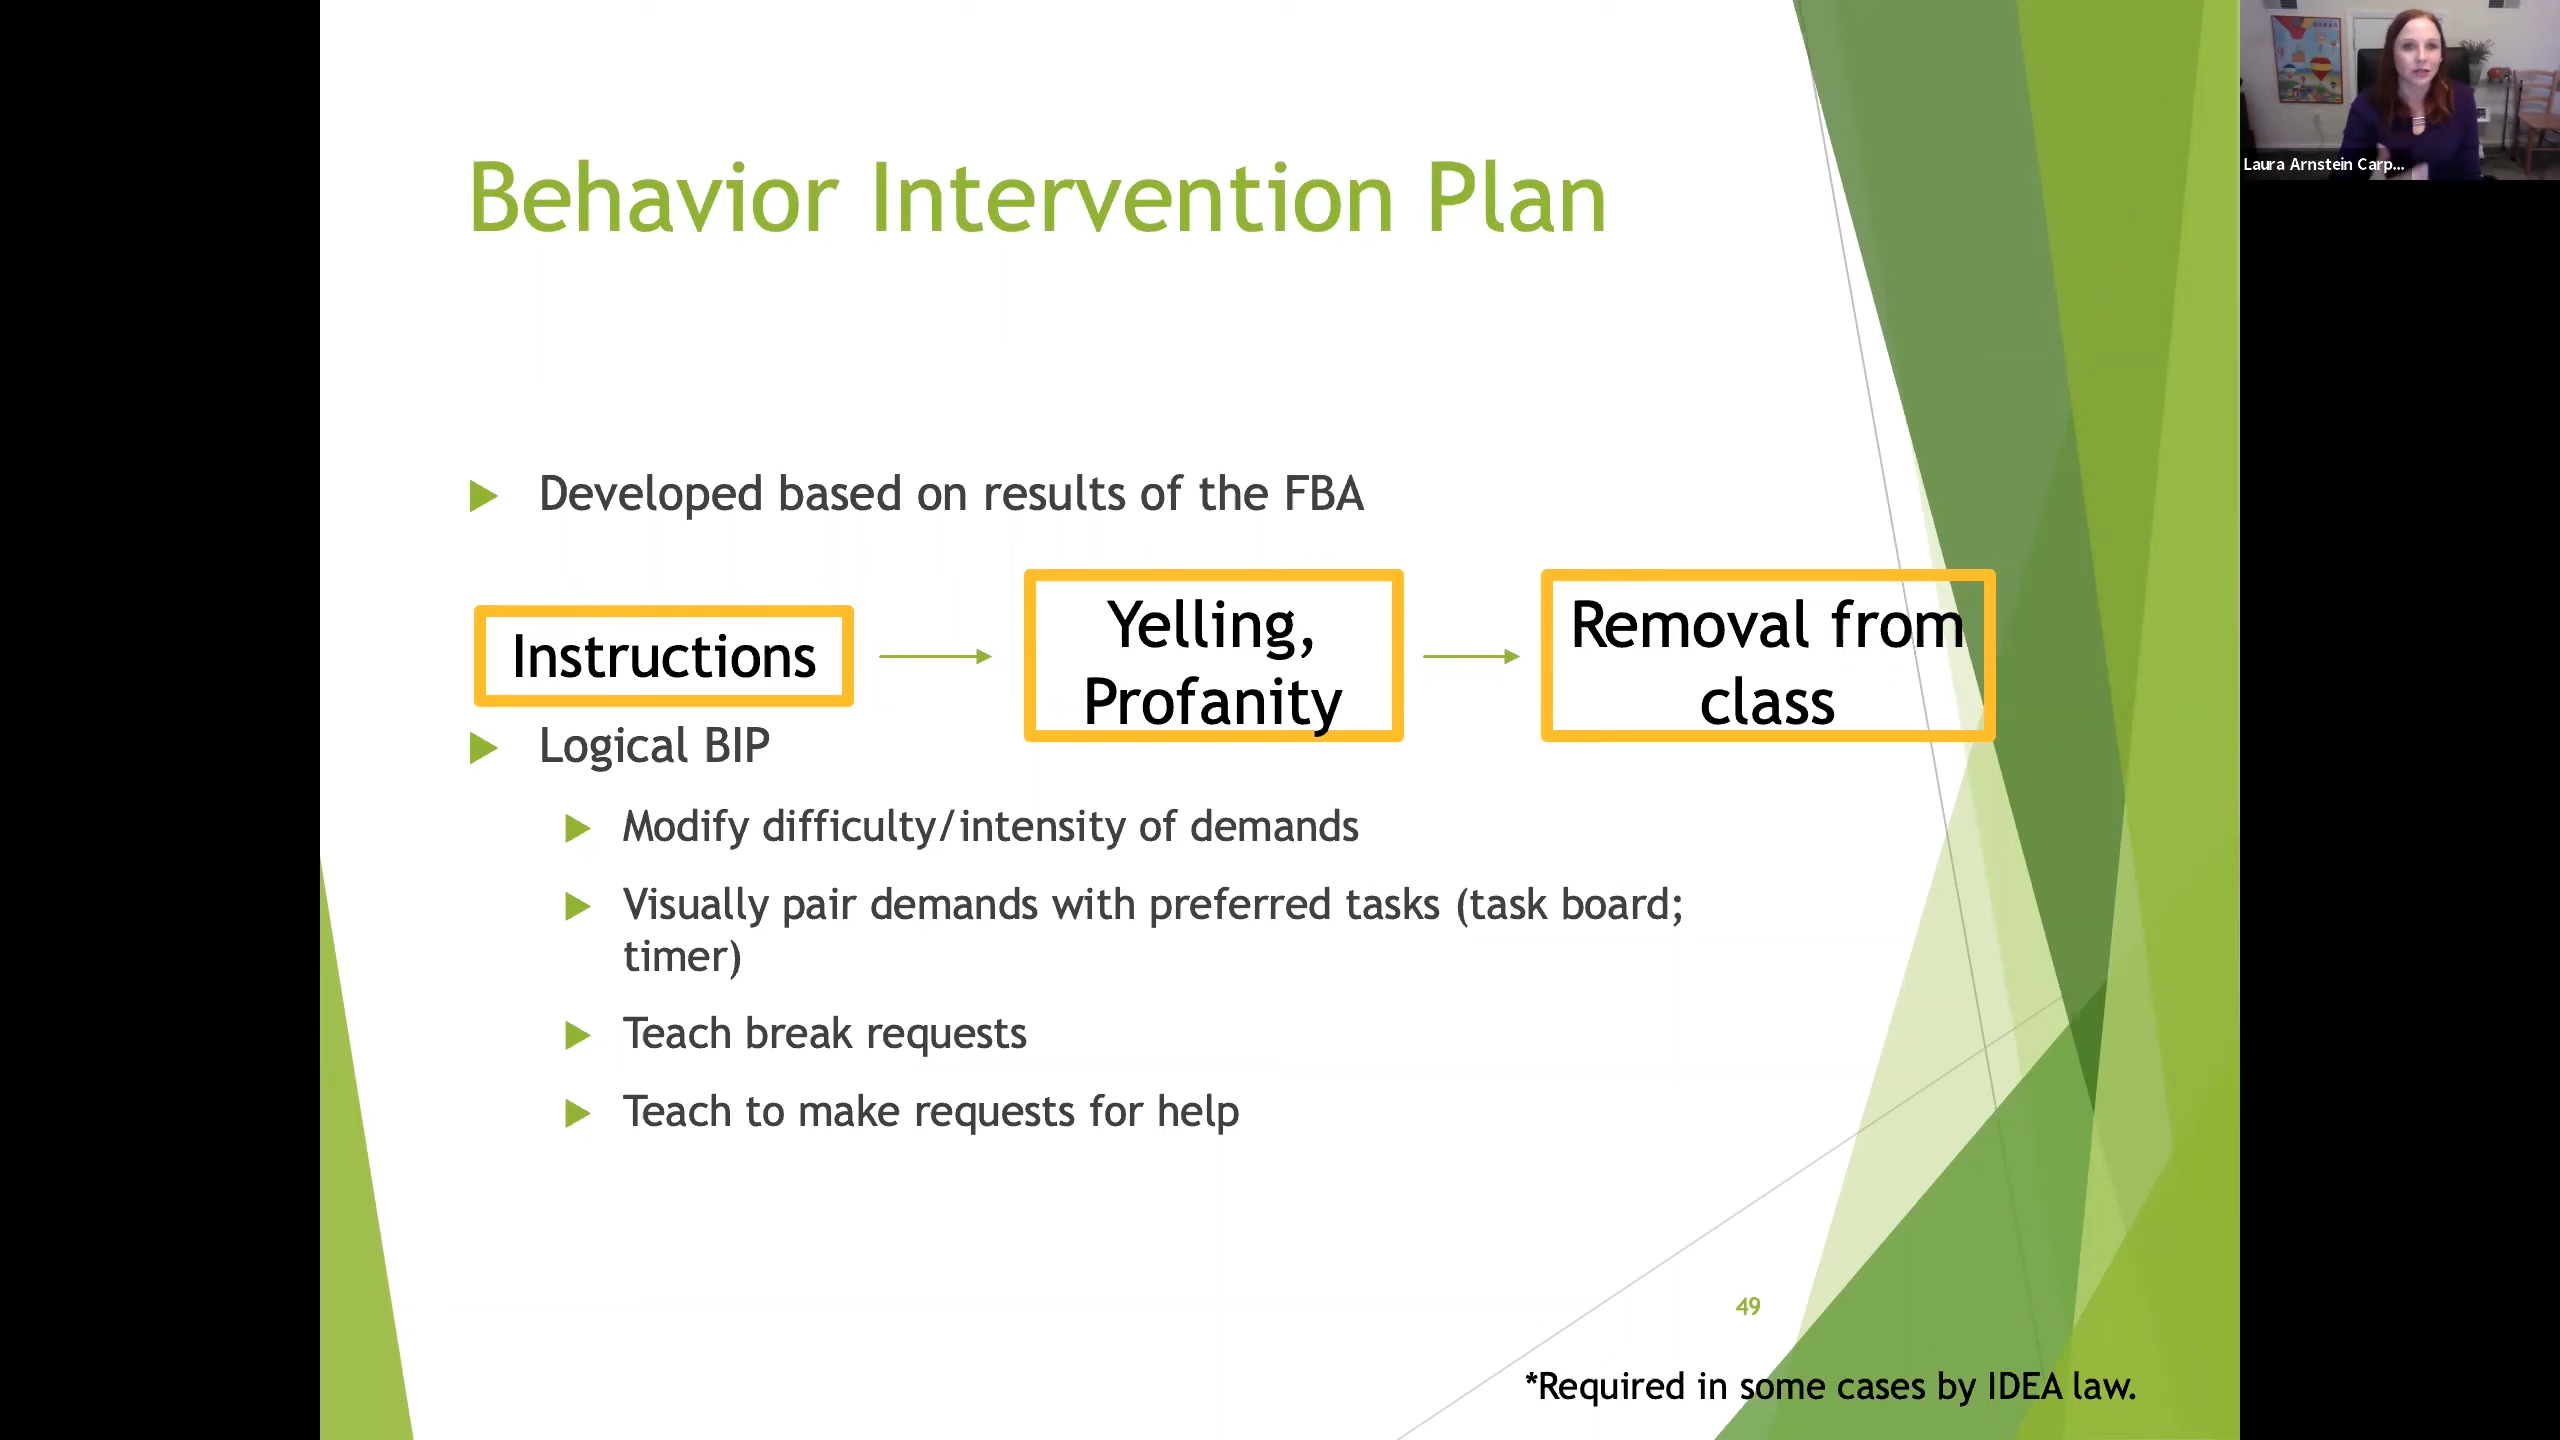 Behavior Intervention Plan
Laura Arnstein Carp...
Developed based on results of the FBA
Instructions
Yelling,
Profanity
Removal from
class
Logical BIP
Modify difficulty/intensity of demands
Visually pair demands with preferred tasks (task board;
timer)
Teach break requests
Teach to make requests for help
49
*Required in some cases by IDEA law.